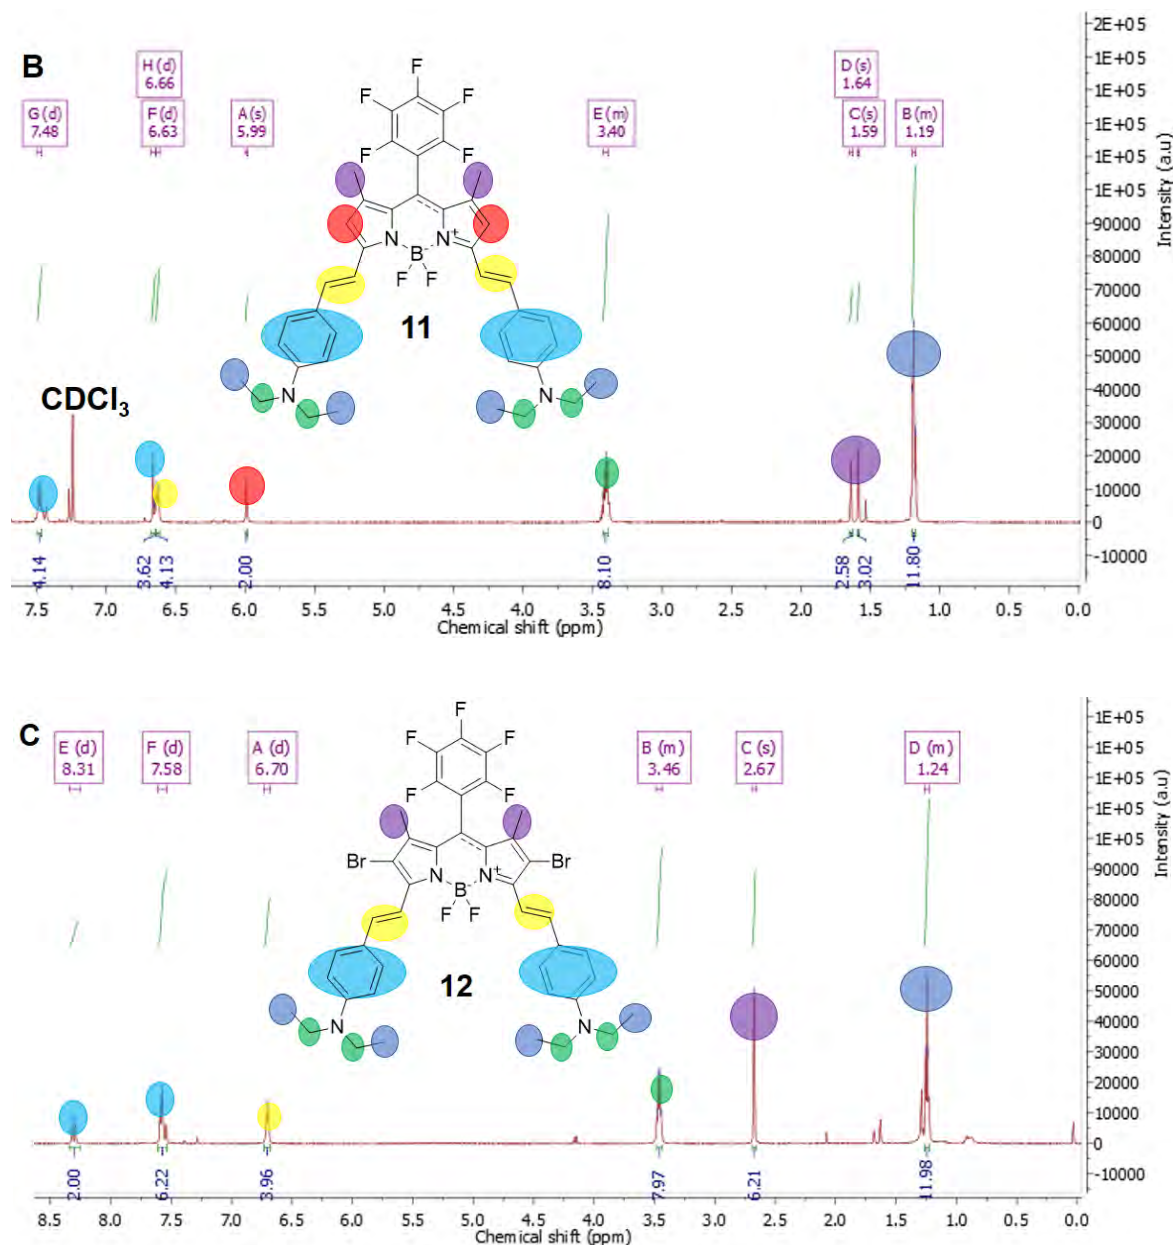 B
G (d)
7.48
H (d)
6.66
F (d)
6.63
A (s)
5.99
E (m)
3.40
D (s)
1.64
C (s)
1.59
B (m)
1.19
F
F F
F F
N N+
B
F F
11
N N
CDCl3
4.14
3.62
4.13
2.00
8.10
2.58
3.02
11.80
7.5 7.0 6.5 6.0 5.5 5.0 4.5 4.0 3.5 3.0 2.5 2.0 1.5 1.0 0.5 0.0
Chemical shift (ppm)
2E+05
1E+05
1E+05
1E+05
1E+05
90000
80000
70000
60000
50000
40000
30000
20000
10000
0
-10000
Intensity (a.u)
C
E (d)
8.31
F (d)
7.58
A (d)
6.70
B (m)
3.46
C (s)
2.67
D (m)
1.24
F
F F
F F
Br Br
N N+
B
F F
12
N N
2.00
6.22
3.96
7.97
6.21
11.98
8.5 8.0 7.5 7.0 6.5 6.0 5.5 5.0 4.5 4.0 3.5 3.0 2.5 2.0 1.5 1.0 0.5 0.0
Chemical shift (ppm)
1E+05
1E+05
1E+05
1E+05
1E+05
90000
80000
70000
60000
50000
40000
30000
20000
10000
0
-10000
Intensity (a.u)